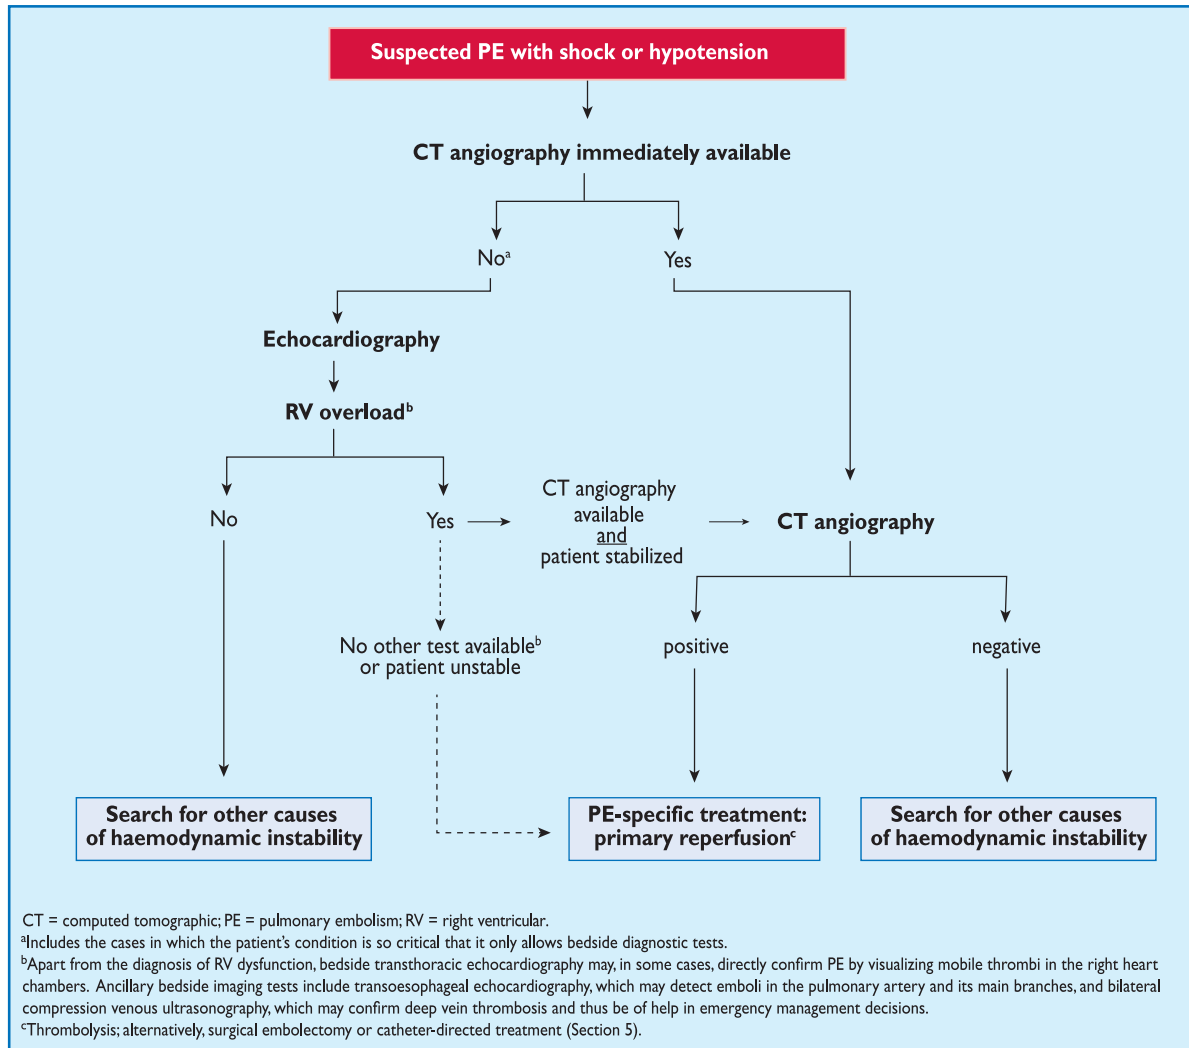 Suspected PE with shock or hypotension
CT angiography immediately available
Noᵃ
Yes
Echocardiography
RV overloadᵇ
No
Yes
CT angiography
available
and
patient stabilized
CT angiography
No other test availableᵇ
or patient unstable
positive
negative
Search for other causes
of haemodynamic instability
PE-specific treatment:
primary reperfusionᶜ
Search for other causes
of haemodynamic instability
CT = computed tomographic; PE = pulmonary embolism; RV = right ventricular.
ᵃIncludes the cases in which the patient's condition is so critical that it only allows bedside diagnostic tests.
ᵇApart from the diagnosis of RV dysfunction, bedside transthoracic echocardiography may, in some cases, directly confirm PE by visualizing mobile thrombi in the right heart
chambers. Ancillary bedside imaging tests include transoesophageal echocardiography, which may detect emboli in the pulmonary artery and its main branches, and bilateral
compression venous ultrasonography, which may confirm deep vein thrombosis and thus be of help in emergency management decisions.
ᶜThrombolysis; alternatively, surgical embolectomy or catheter-directed treatment (Section 5).